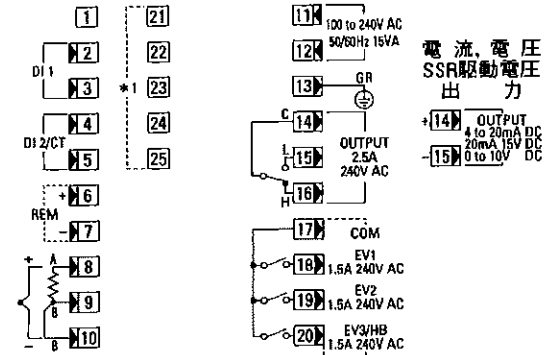 1
2
3
4
5
6
7
8
9
10
DI 1
DI 2/CT
+
REM
-
+ A
B
- B
21
22
*1 23
24
25
11
100 to 240V AC
12
50/60Hz 15VA
13
GR
C 14
L 15
H 16
OUTPUT
2.5A
240V AC
17
COM
18
EV1
1.5A 240V AC
19
EV2
1.5A 240V AC
20
EV3/HB
1.5A 240V AC
電流,電圧
SSR駆動電圧
出 力
+ 14
- 15
OUTPUT
4 to 20mA DC
20mA 15V DC
0 to 10V DC